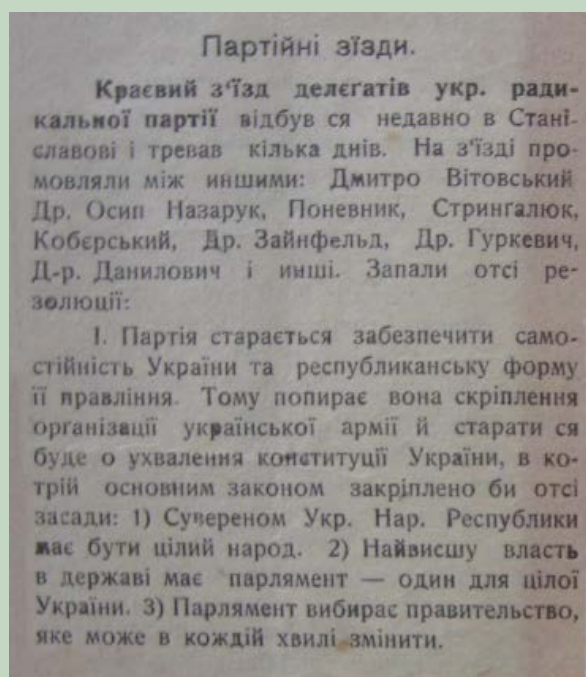 Партійні зїзди.
Краєвий з'їзд делєґатів укр. ради-
кальної партії відбув ся недавно в Стані-
славові і тревав кілька днів. На з'їзді про-
мовляли між иншими: Дмитро Вітовський
Др. Осип Назарук, Поневник, Стринґалюк,
Коберський, Др. Зайнфельд, Др. Гуркевич,
Д-р. Данилович і инші. Запали отсі ре-
золюції:
1. Партія старається забезпечити само-
стійність України та республиканську форму
її правління. Тому попирає вона скріплення
орґанізації української армії й старати ся
буде о ухвалення конституції України, в ко-
трій основним законом закріплено би отсі
засади: 1) Сувереном Укр. Нар. Республики
має бути цілий народ. 2) Найвисшу власть
в державі має парлямент — один для цілої
України. 3) Парлямент вибирає правительство,
яке може в кождій хвилі змінити.